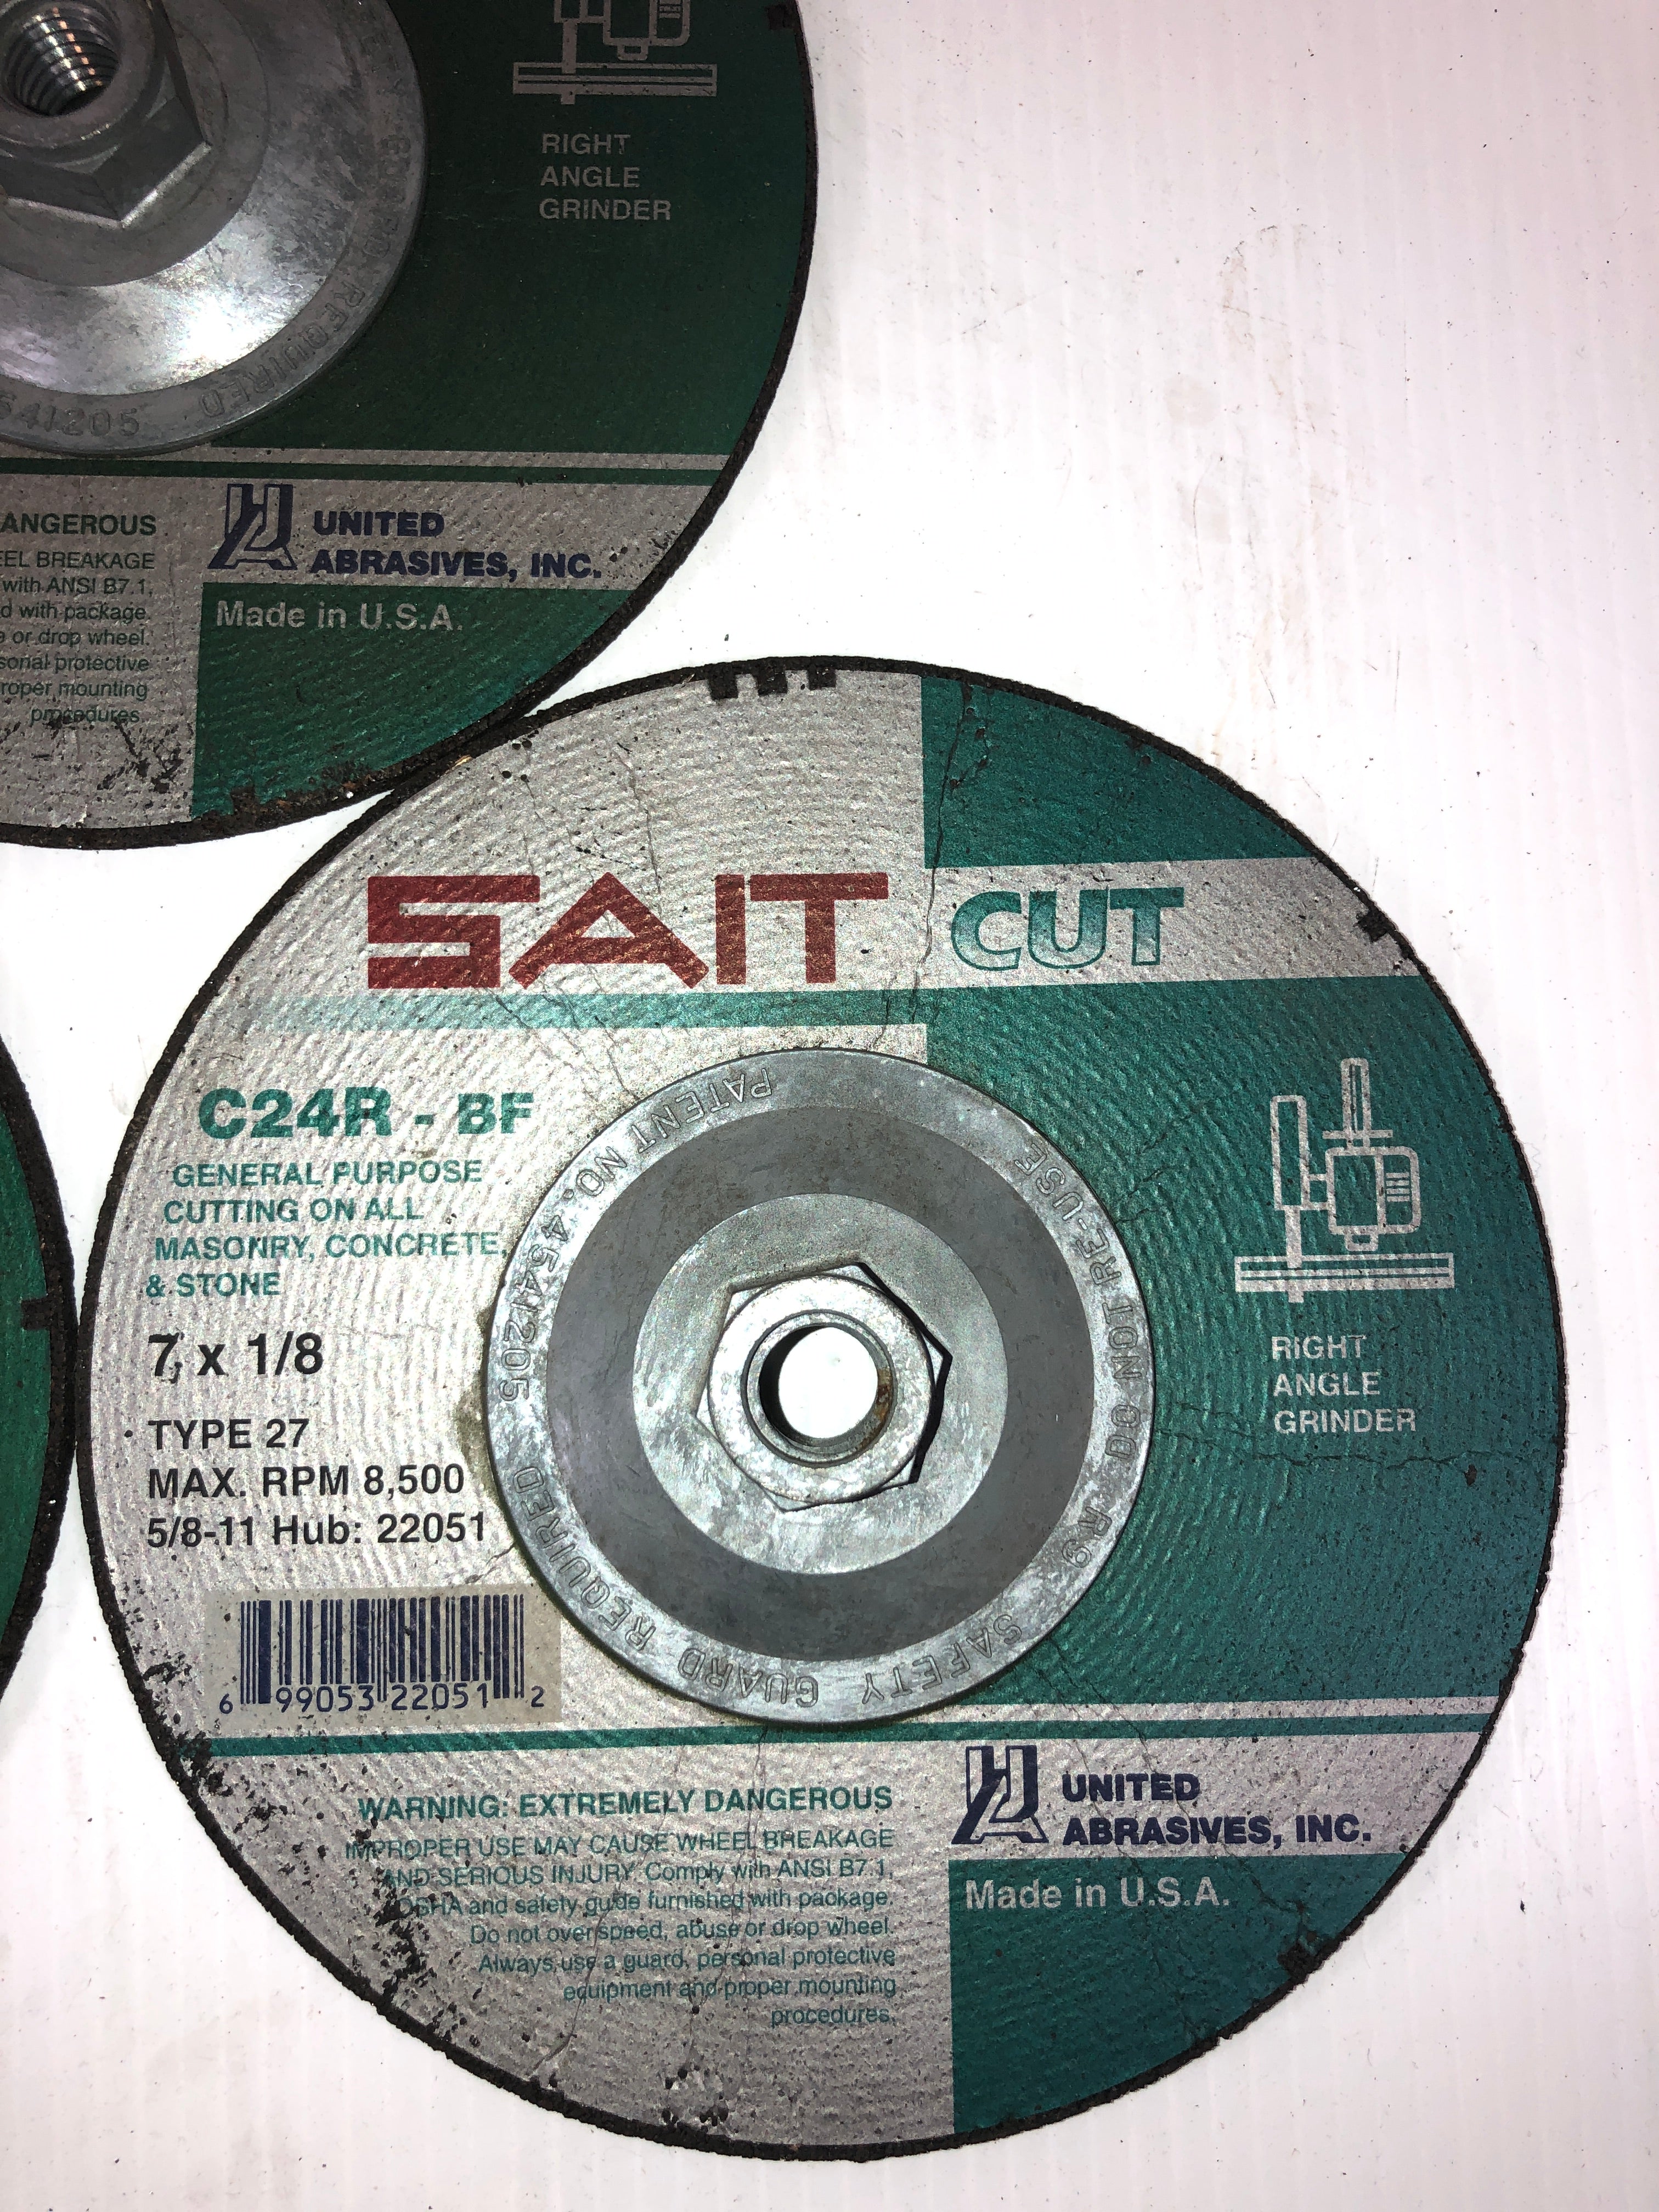 RIGHT
ANGLE
GRINDER
REQUIRED
541205
ANGEROUS
EEL BREAKAGE
with ANSI B7.1,
d with package.
e or drop wheel.
sonal protective
roper mounting
procedures.
UNITED
ABRASIVES, INC.
Made in U.S.A.
SAIT CUT
C24R - BF
GENERAL PURPOSE
CUTTING ON ALL
MASONRY, CONCRETE,
& STONE
7 x 1/8
TYPE 27
MAX. RPM 8,500
5/8-11 Hub: 22051
6 99053 22051 2
PATENT NO. 4541205
SAFETY GUARD REQUIRED
R9 DO NOT RE-USE
RIGHT
ANGLE
GRINDER
WARNING: EXTREMELY DANGEROUS
IMPROPER USE MAY CAUSE WHEEL BREAKAGE
AND SERIOUS INJURY. Comply with ANSI B7.1,
OSHA and safety guide furnished with package.
Do not overspeed, abuse or drop wheel.
Always use a guard, personal protective
equipment and proper mounting
procedures.
UNITED
ABRASIVES, INC.
Made in U.S.A.